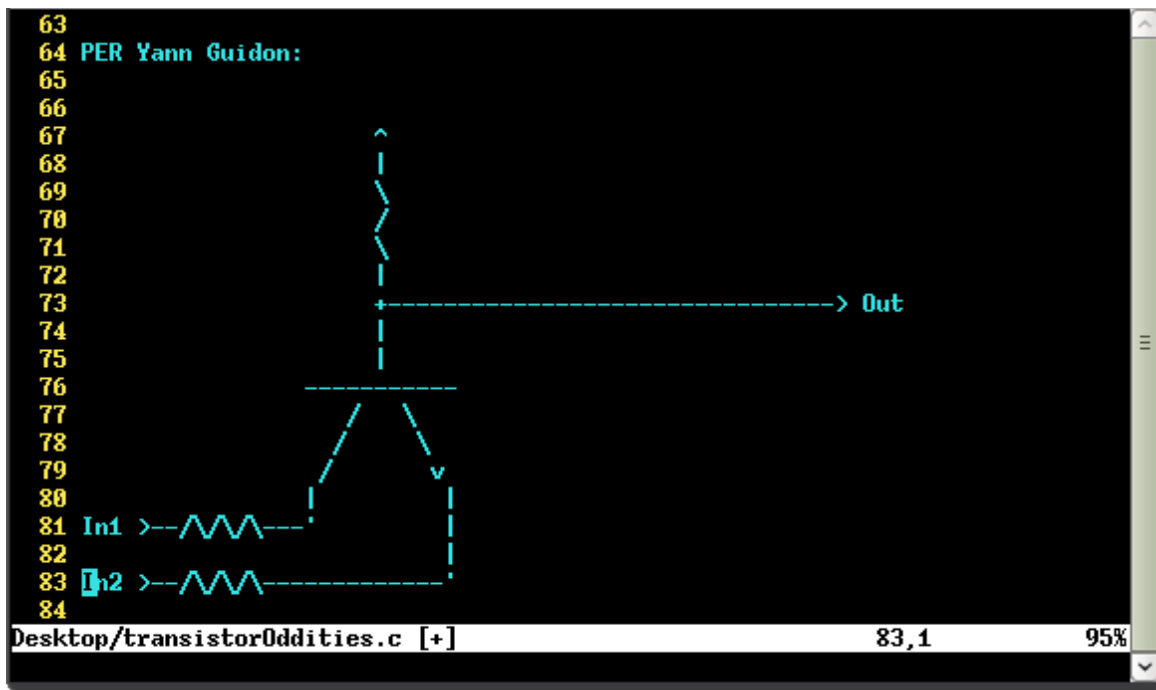 63
64 PER Yann Guidon:
65
66
67                      ^
68                      |
69                      \
70                      /
71                      \
72                      |
73                      +--------------------------------> Out
74                      |
75                      |
76                 -----------
77                     /  \
78                    /    \
79                   /      v
80                  |         |
81 In1 >--/\/\/\---'         |
82                            |
83 In2 >--/\/\/\-------------'
84
Desktop/transistorOddities.c [+]                              83,1            95%